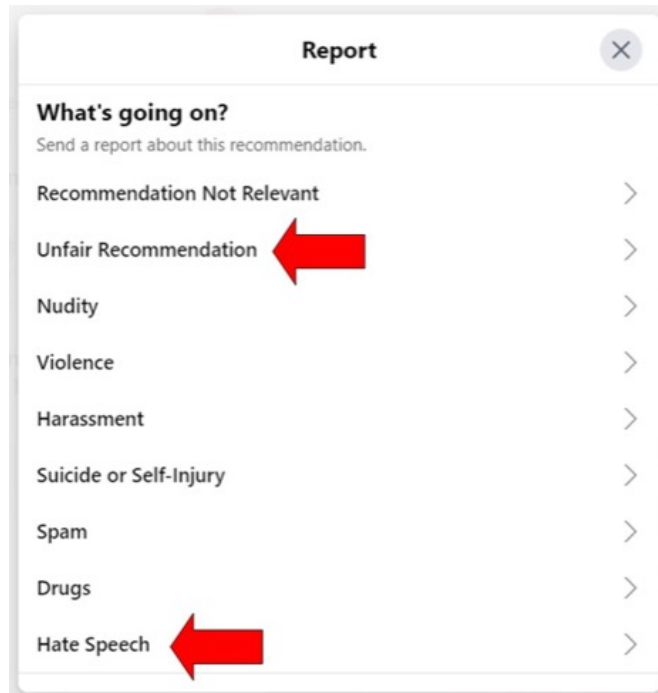 Report
What's going on?
Send a report about this recommendation.
Recommendation Not Relevant
Unfair Recommendation
Nudity
Violence
Harassment
Suicide or Self-Injury
Spam
Drugs
Hate Speech